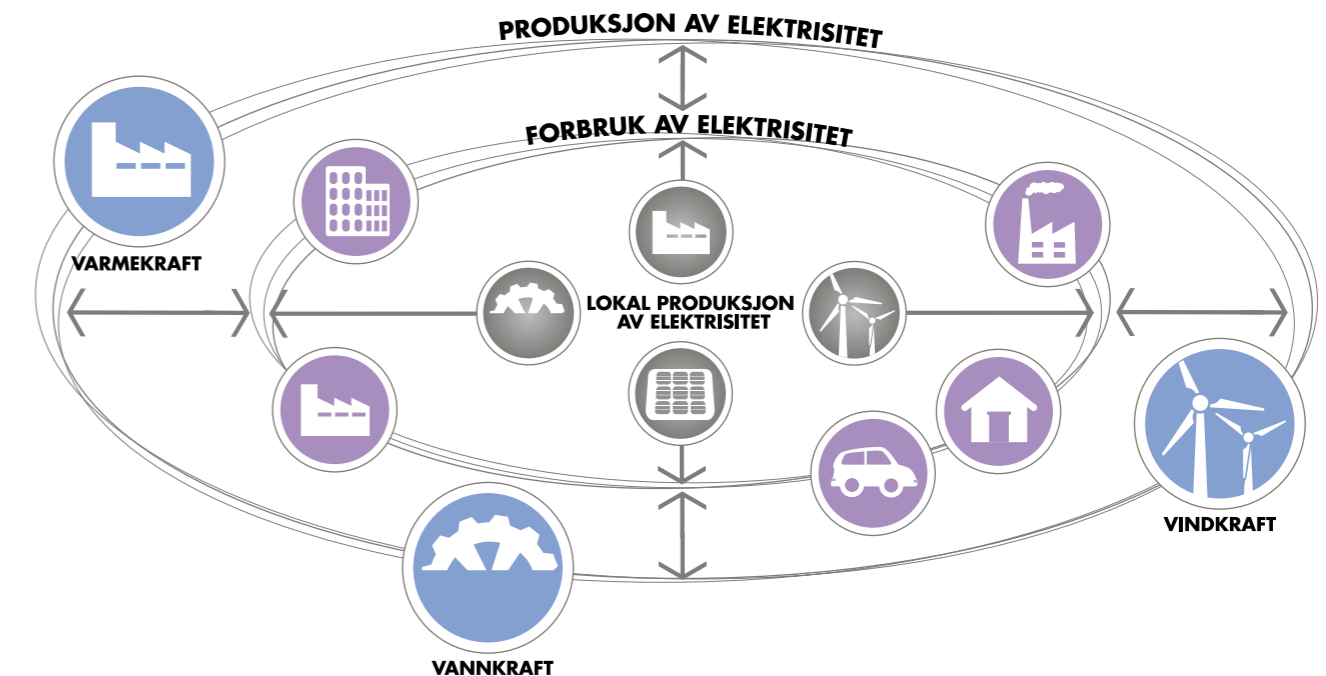 PRODUKSJON AV ELEKTRISITET
FORBRUK AV ELEKTRISITET
VARMEKRAFT
LOKAL PRODUKSJON
AV ELEKTRISITET
VINDKRAFT
VANNKRAFT